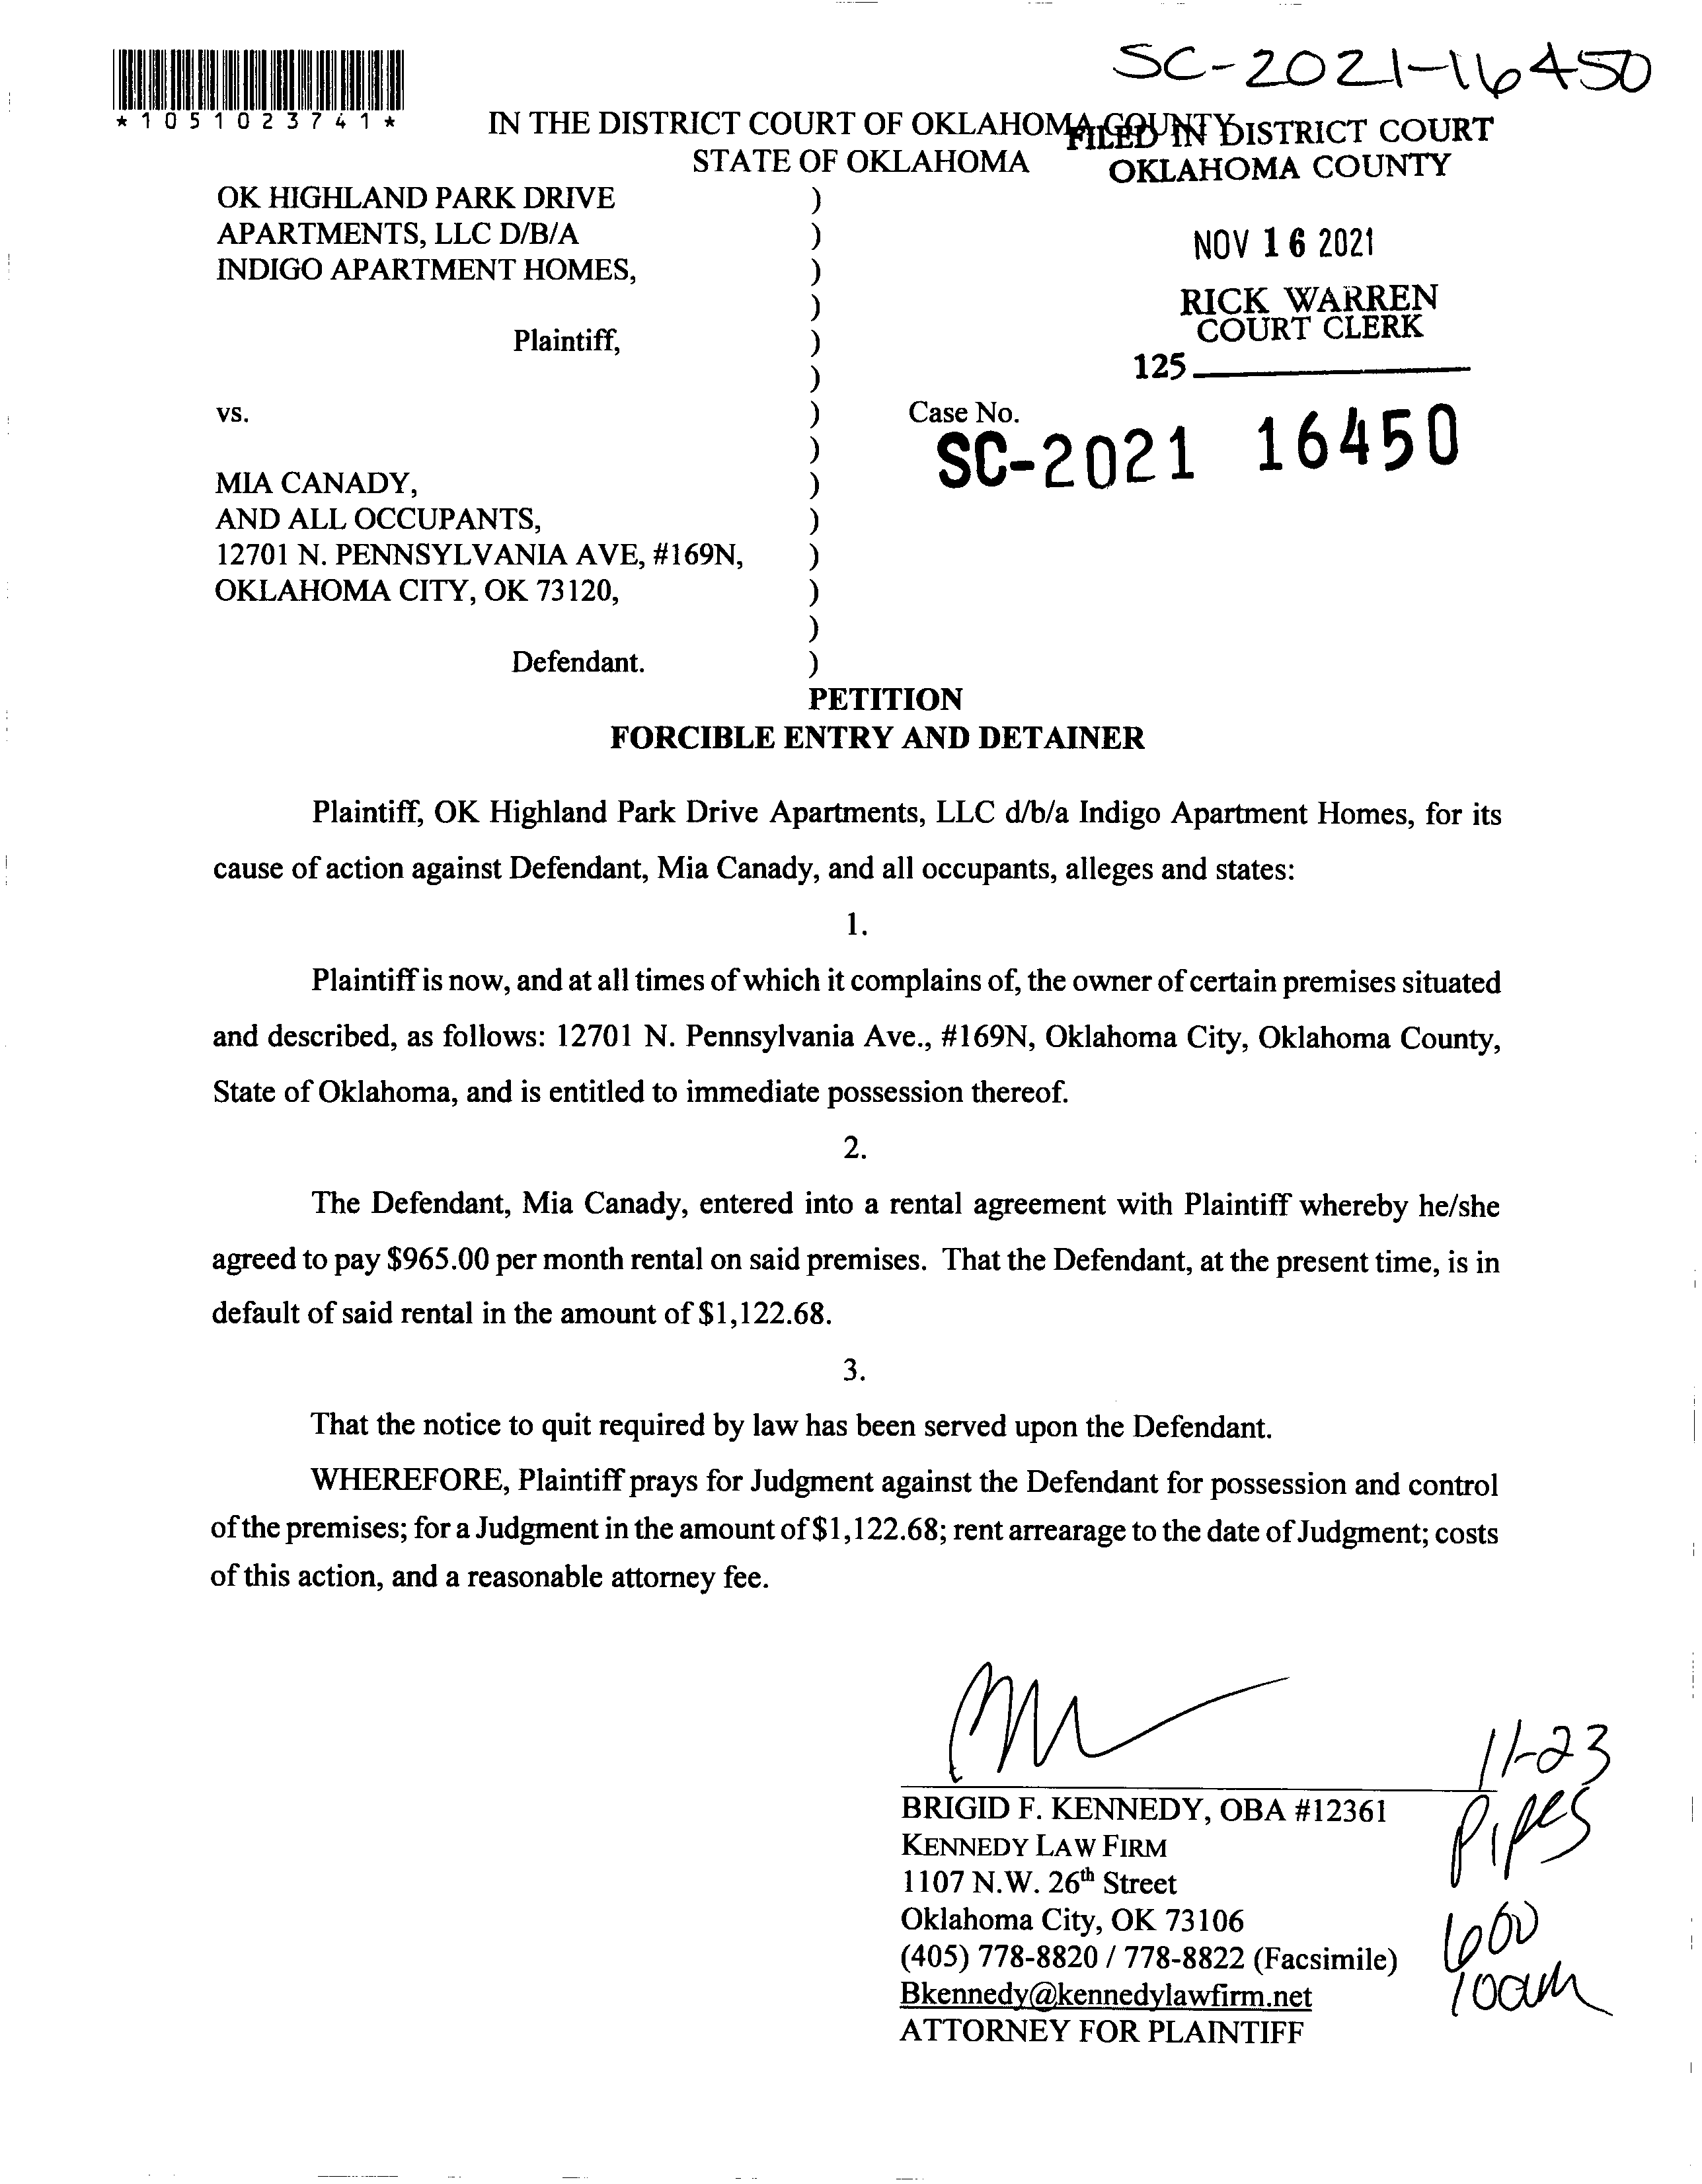 SC-2021-16450
*1051023741*
IN THE DISTRICT COURT OF OKLAHOMA COUNTY
STATE OF OKLAHOMA
FILED IN DISTRICT COURT
OKLAHOMA COUNTY
NOV 16 2021
RICK WARREN
COURT CLERK
125
OK HIGHLAND PARK DRIVE )
APARTMENTS, LLC D/B/A )
INDIGO APARTMENT HOMES, )
)
Plaintiff, )
)
vs. )
)
MIA CANADY, )
AND ALL OCCUPANTS, )
12701 N. PENNSYLVANIA AVE, #169N, )
OKLAHOMA CITY, OK 73120, )
)
Defendant. )
Case No.
SC-2021 16450
PETITION
FORCIBLE ENTRY AND DETAINER
Plaintiff, OK Highland Park Drive Apartments, LLC d/b/a Indigo Apartment Homes, for its
cause of action against Defendant, Mia Canady, and all occupants, alleges and states:
1.
Plaintiff is now, and at all times of which it complains of, the owner of certain premises situated
and described, as follows: 12701 N. Pennsylvania Ave., #169N, Oklahoma City, Oklahoma County,
State of Oklahoma, and is entitled to immediate possession thereof.
2.
The Defendant, Mia Canady, entered into a rental agreement with Plaintiff whereby he/she
agreed to pay $965.00 per month rental on said premises. That the Defendant, at the present time, is in
default of said rental in the amount of $1,122.68.
3.
That the notice to quit required by law has been served upon the Defendant.
WHEREFORE, Plaintiff prays for Judgment against the Defendant for possession and control
of the premises; for a Judgment in the amount of $1,122.68; rent arrearage to the date of Judgment; costs
of this action, and a reasonable attorney fee.
BRIGID F. KENNEDY, OBA #12361
KENNEDY LAW FIRM
1107 N.W. 26th Street
Oklahoma City, OK 73106
(405) 778-8820 / 778-8822 (Facsimile)
Bkennedy@kennedylawfirm.net
ATTORNEY FOR PLAINTIFF
11-23
Pipes
600
10am